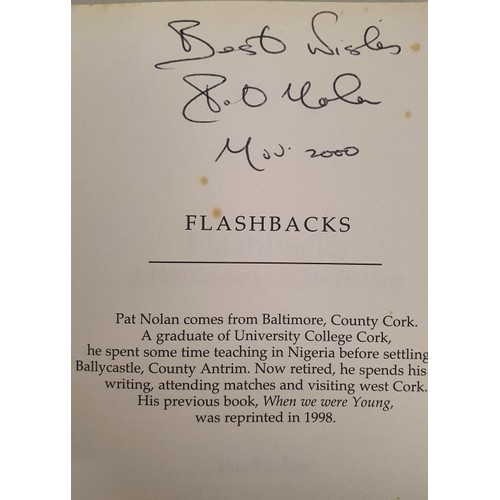 Best Wishes
Pat Nolan
Nov. 2000
FLASHBACKS
Pat Nolan comes from Baltimore, County Cork.
A graduate of University College Cork,
he spent some time teaching in Nigeria before settling
Ballycastle, County Antrim. Now retired, he spends his
writing, attending matches and visiting west Cork.
His previous book, When we were Young,
was reprinted in 1998.